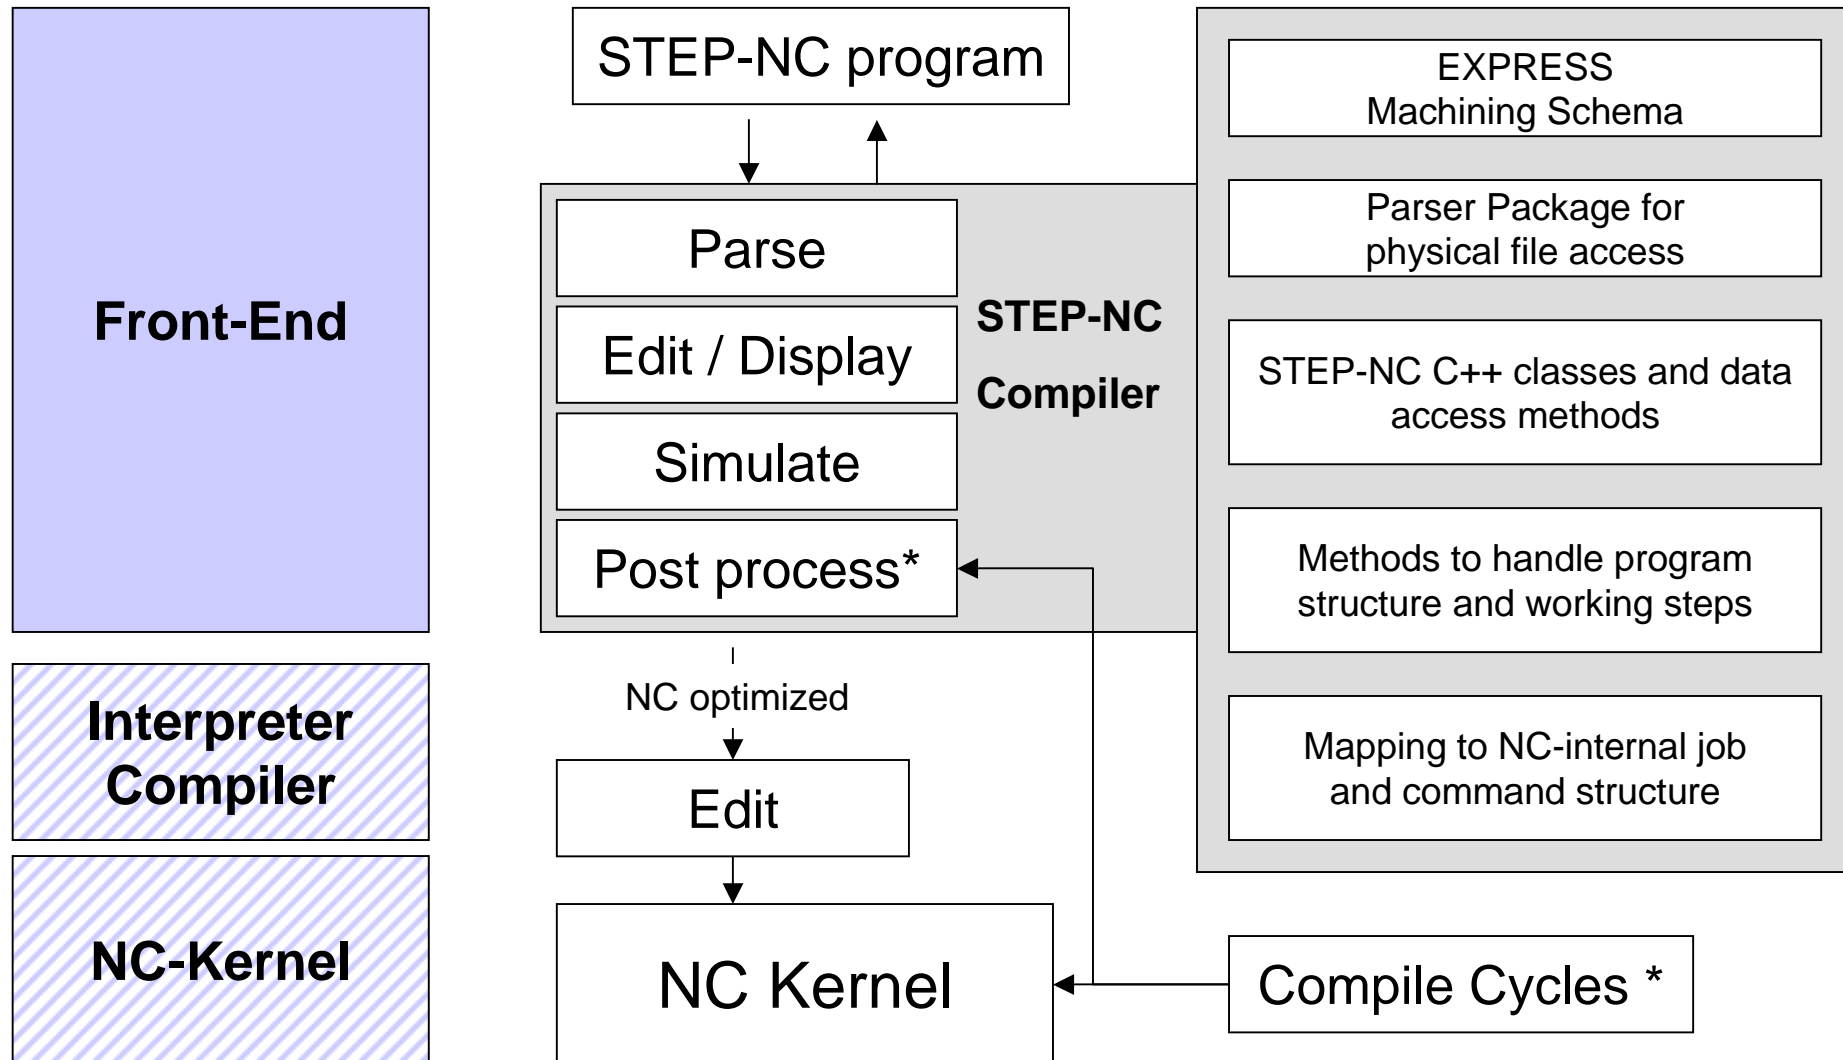 Front-End
Interpreter
Compiler
NC-Kernel
STEP-NC program
Parse
Edit / Display
Simulate
Post process*
STEP-NC
Compiler
NC optimized
Edit
NC Kernel
EXPRESS
Machining Schema
Parser Package for
physical file access
STEP-NC C++ classes and data
access methods
Methods to handle program
structure and working steps
Mapping to NC-internal job
and command structure
Compile Cycles *